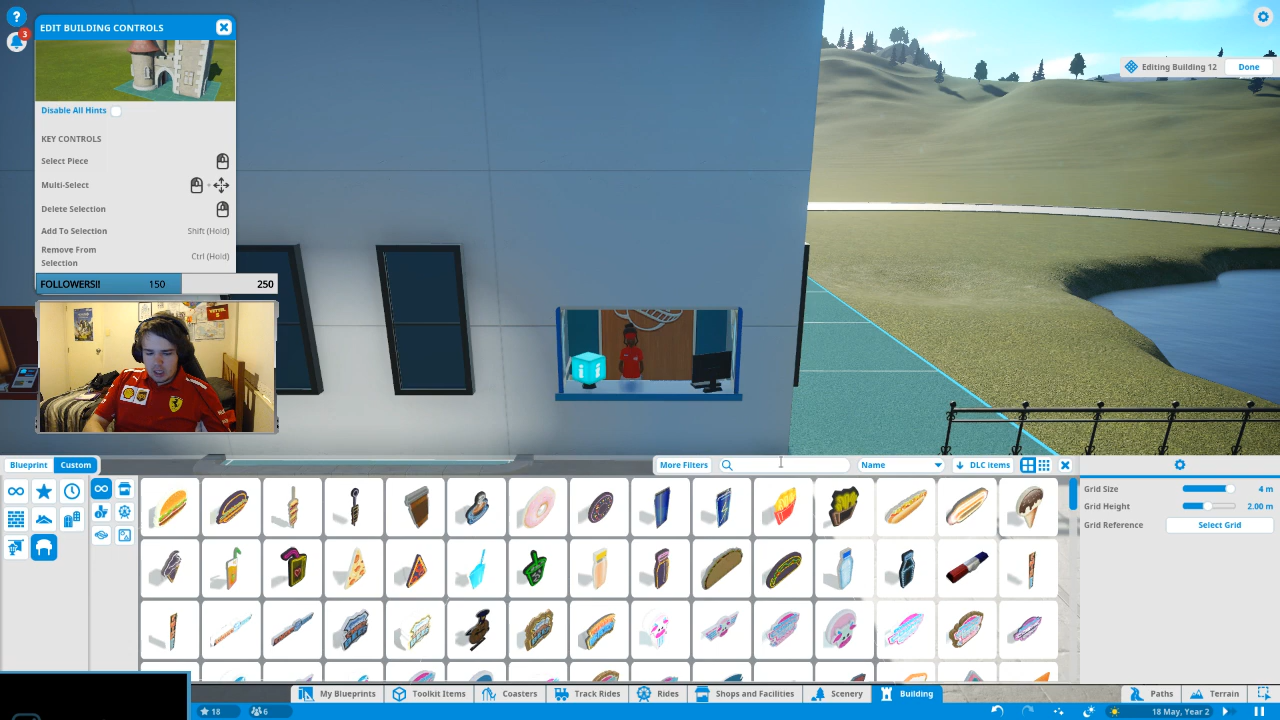 ?
3
EDIT BUILDING CONTROLS
Disable All Hints
KEY CONTROLS
Select Piece
Multi-Select
Delete Selection
Add To Selection Shift (Hold)
Remove From
Selection
Ctrl (Hold)
FOLLOWERS!! 150 250
Editing Building 12 Done
Blueprint Custom
More Filters Name DLC items
Grid Size 4 m
Grid Height 2.00 m
Grid Reference Select Grid
My Blueprints Toolkit Items Coasters Track Rides Rides Shops and Facilities Scenery Building Paths Terrain
18 6 18 May, Year 2